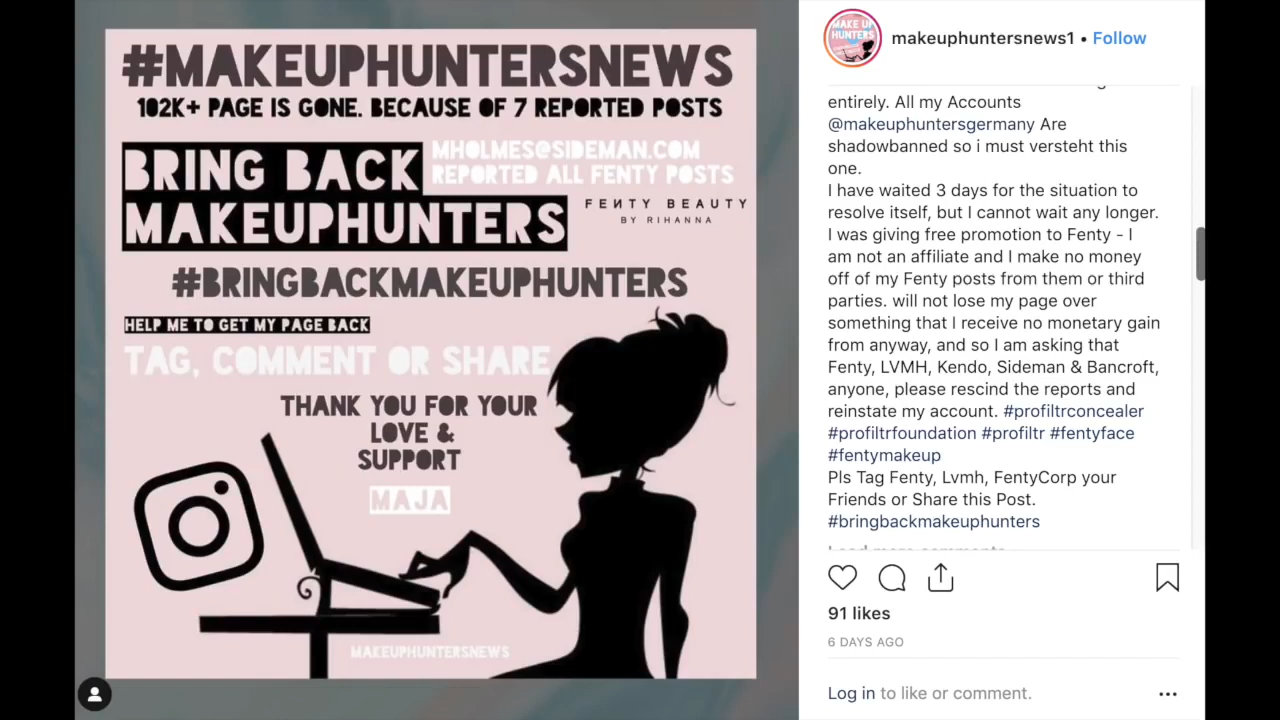 #MAKEUPHUNTERSNEWS
102K+ PAGE IS GONE. BECAUSE OF 7 REPORTED POSTS
BRING BACK
MAKEUPHUNTERS
MHOLMES@SIDEMAN.COM
REPORTED ALL FENTY POSTS
FENTY BEAUTY
BY RIHANNA
#BRINGBACKMAKEUPHUNTERS
HELP ME TO GET MY PAGE BACK
TAG, COMMENT OR SHARE
THANK YOU FOR YOUR
LOVE &
SUPPORT
MAJA
MAKEUPHUNTERSNEWS
MAKE UP
HUNTERS
makeuphuntersnews1 • Follow
entirely. All my Accounts
@makeuphuntersgermany Are
shadowbanned so i must versteht this
one.
I have waited 3 days for the situation to
resolve itself, but I cannot wait any longer.
I was giving free promotion to Fenty - I
am not an affiliate and I make no money
off of my Fenty posts from them or third
parties. will not lose my page over
something that I receive no monetary gain
from anyway, and so I am asking that
Fenty, LVMH, Kendo, Sideman & Bancroft,
anyone, please rescind the reports and
reinstate my account. #profiltrconcealer
#profiltrfoundation #profiltr #fentyface
#fentymakeup
Pls Tag Fenty, Lvmh, FentyCorp your
Friends or Share this Post.
#bringbackmakeuphunters
Load more comments
91 likes
6 DAYS AGO
Log in to like or comment.